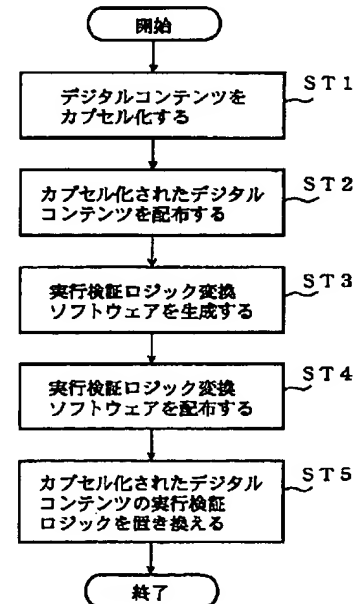 開始
デジタルコンテンツを
カプセル化する
ST1
カプセル化されたデジタル
コンテンツを配布する
ST2
実行検証ロジック変換
ソフトウェアを生成する
ST3
実行検証ロジック変換
ソフトウェアを配布する
ST4
カプセル化されたデジタル
コンテンツの実行検証
ロジックを置き換える
ST5
終了